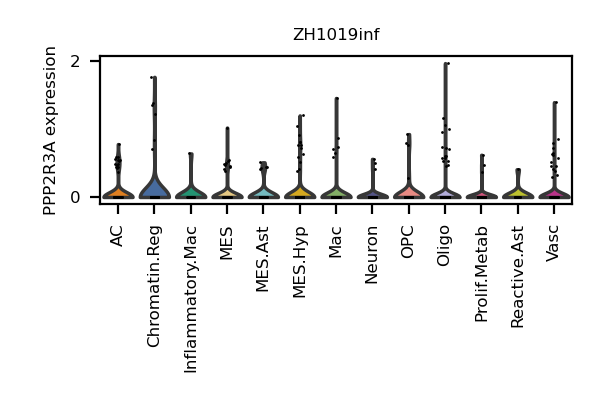 ZH1019inf
PPP2R3A expression
2
0
AC
Chromatin.Reg
Inflammatory.Mac
MES
MES.Ast
MES.Hyp
Mac
Neuron
OPC
Oligo
Prolif.Metab
Reactive.Ast
Vasc